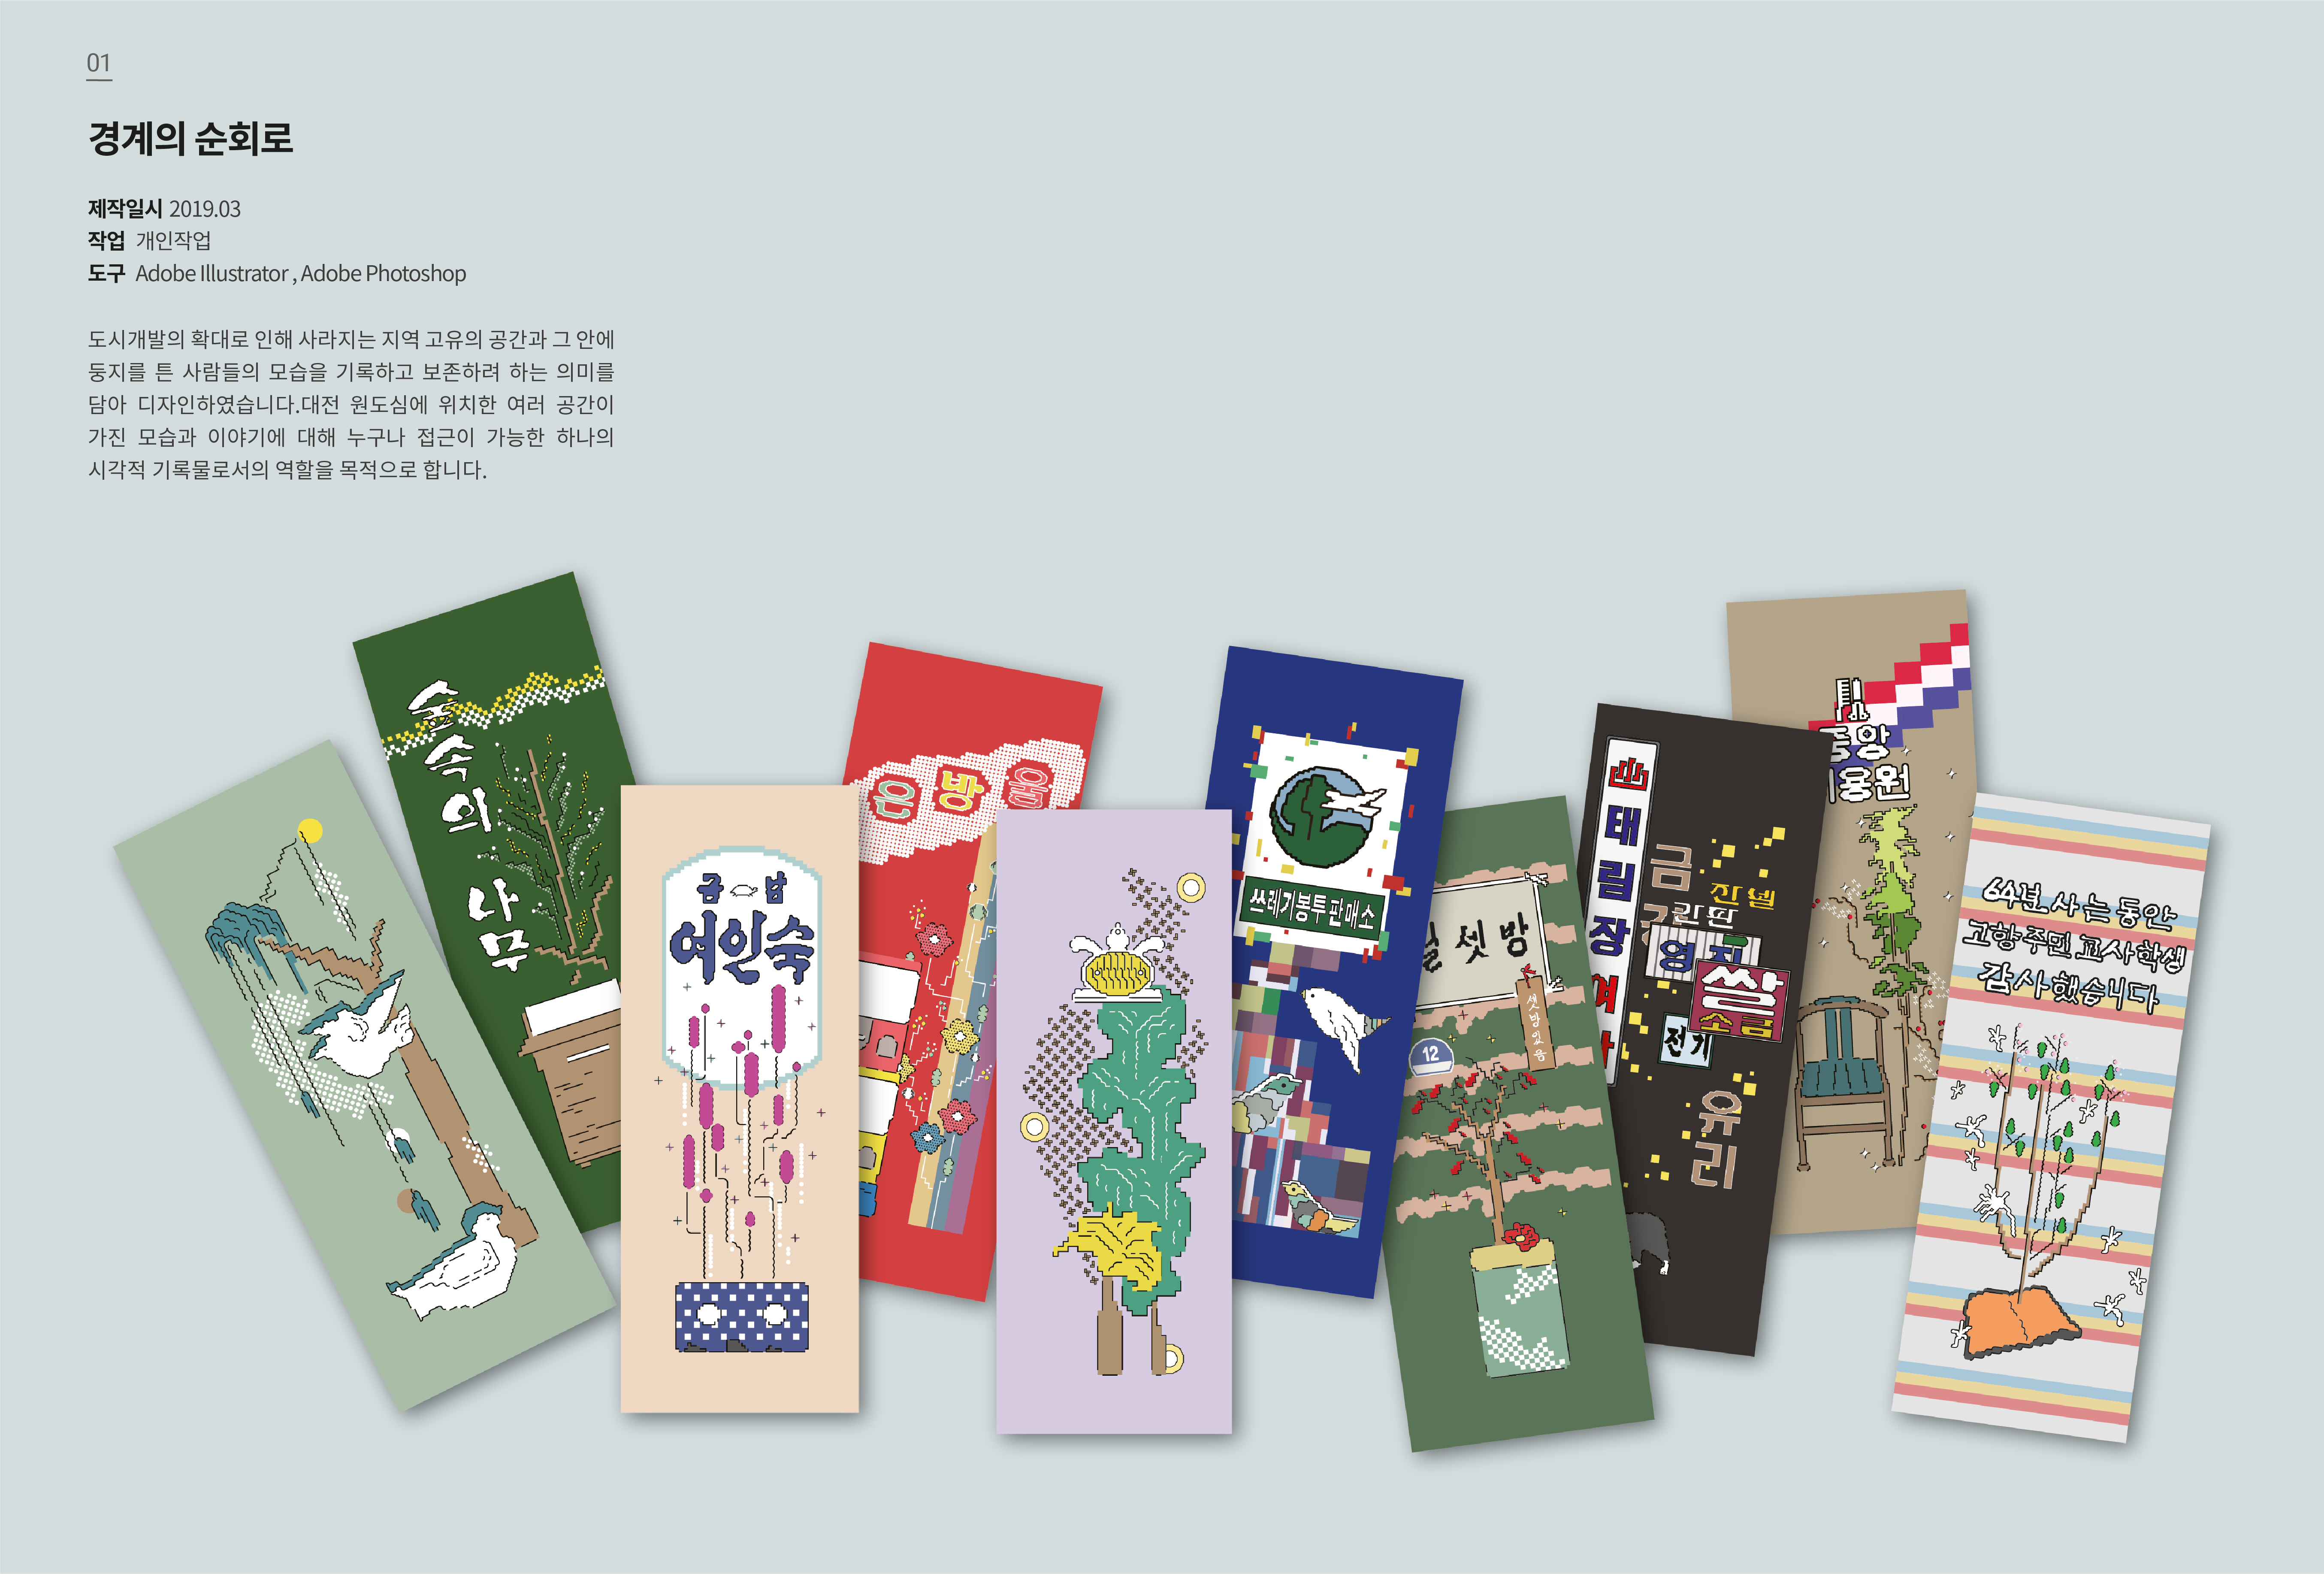 01
경계의 순회로
제작일시 2019.03
작업 개인작업
도구 Adobe Illustrator , Adobe Photoshop
도시개발의 확대로 인해 사라지는 지역 고유의 공간과 그 안에
둥지를 튼 사람들의 모습을 기록하고 보존하려 하는 의미를
담아 디자인하였습니다.대전 원도심에 위치한 여러 공간이
가진 모습과 이야기에 대해 누구나 접근이 가능한 하나의
시각적 기록물로서의 역할을 목적으로 합니다.
숲속의 나무
금 밤
여인숙
은방울
쓰레기봉투판매소
셋방
셋방있음
12
태림장여
금
잔넬
간판
영
쌀
전기
유리
용원
64년 사는동안
고향주민교사학생
감사했습니다